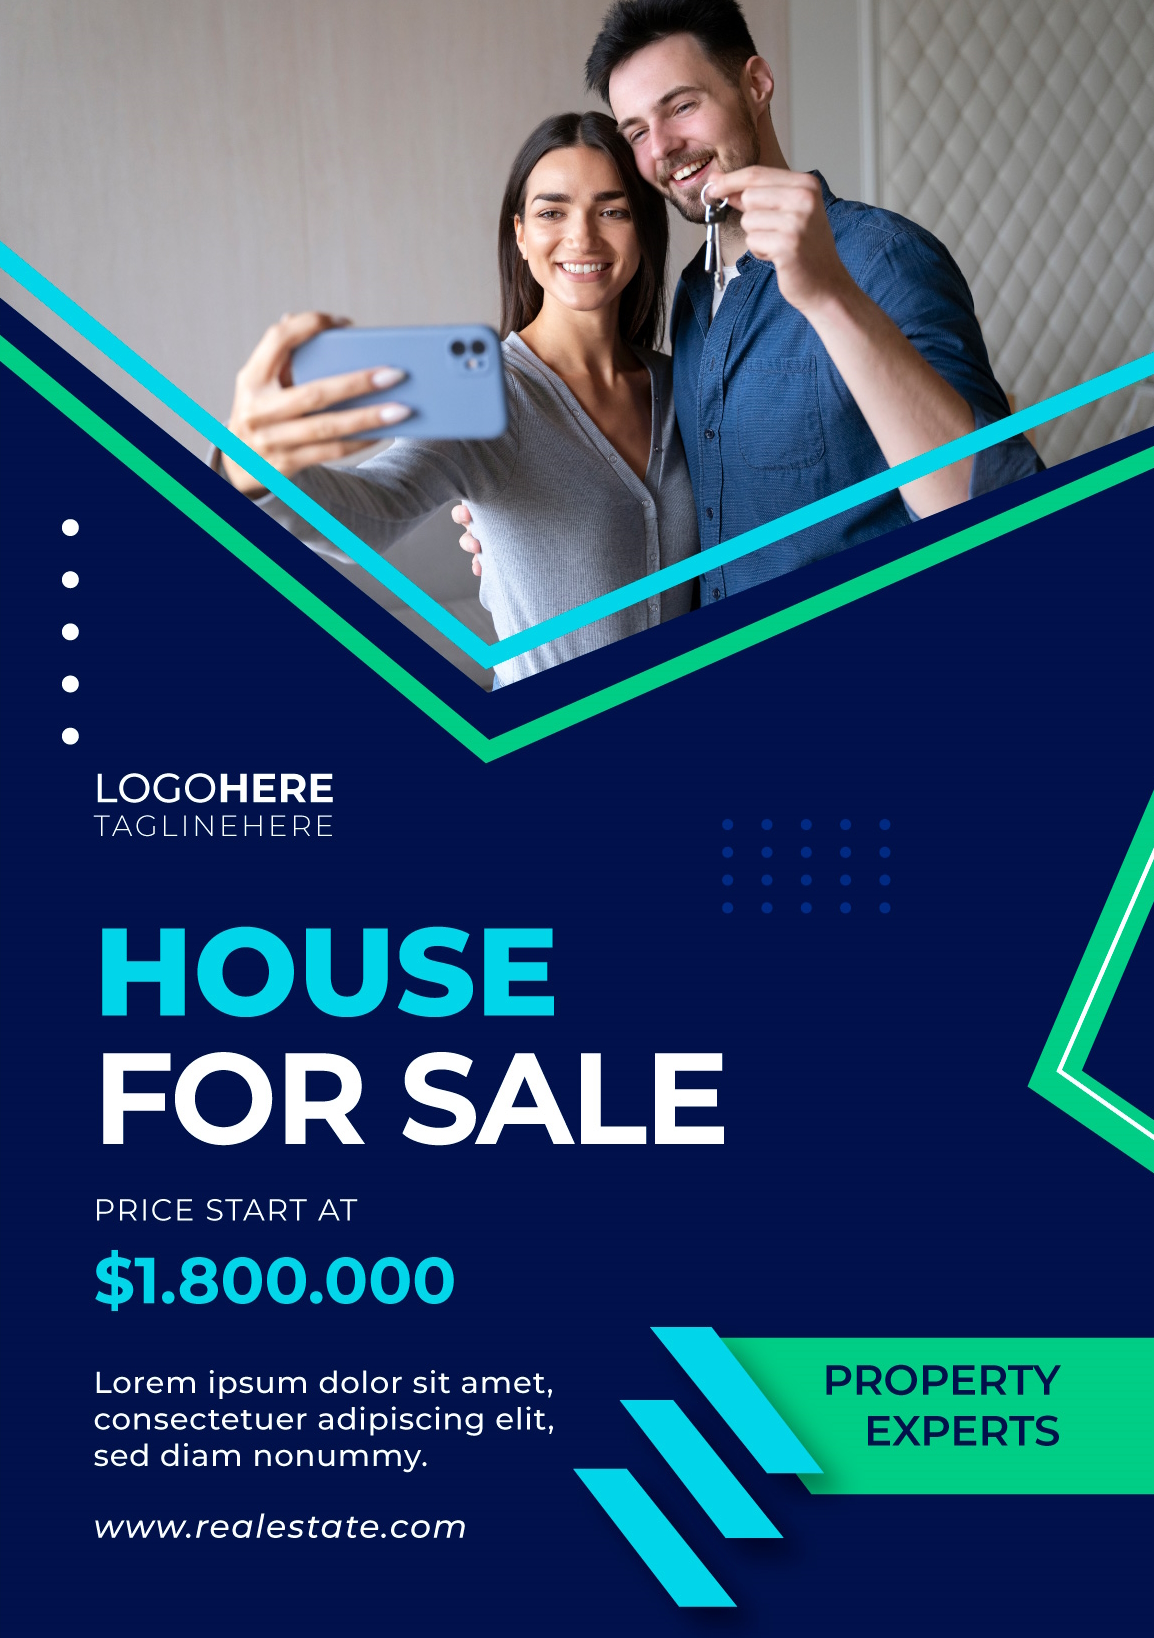 LOGOHERE
TAGLINEHERE
HOUSE
FOR SALE
PRICE START AT
$1.800.000
Lorem ipsum dolor sit amet,
consectetuer adipiscing elit,
sed diam nonummy.
www.realestate.com
PROPERTY
EXPERTS